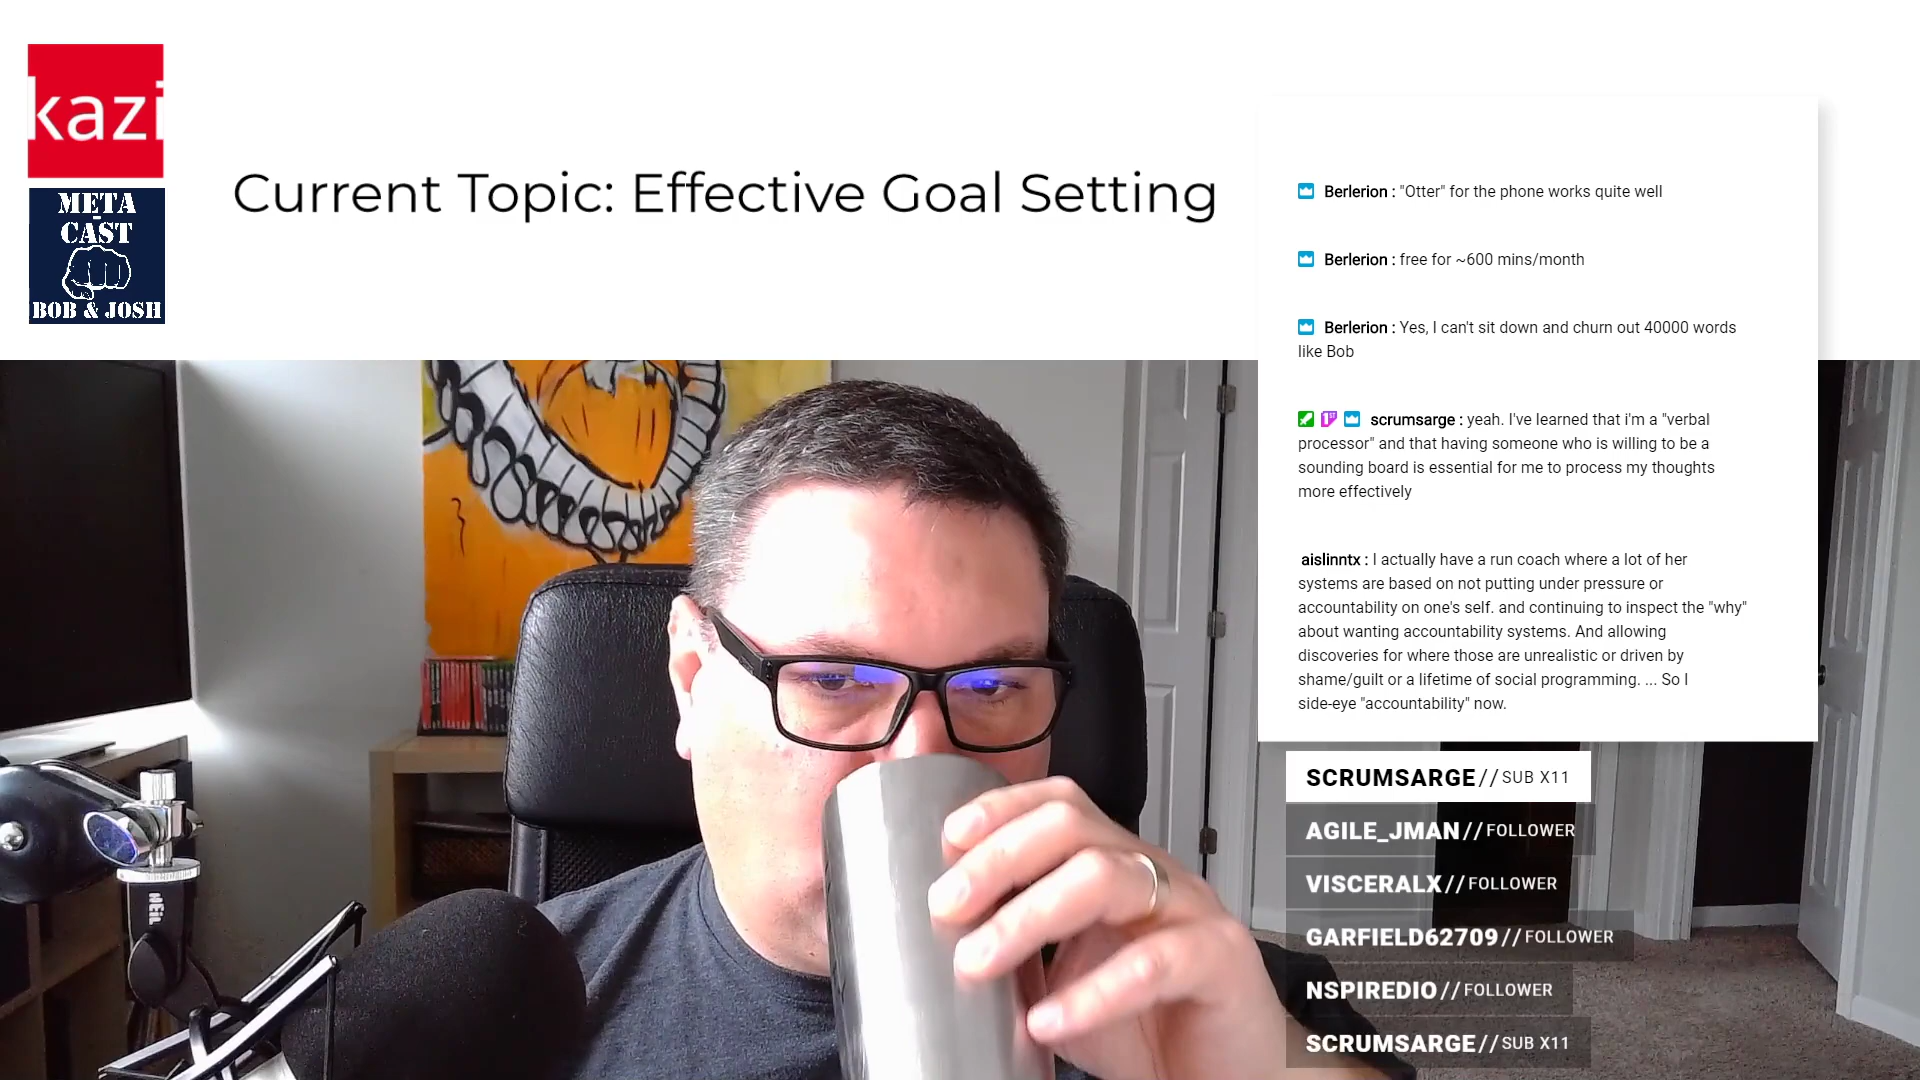 kazi
META
CAST
BOB & JOSH
Current Topic: Effective Goal Setting
Berlerion : "Otter" for the phone works quite well
Berlerion : free for ~600 mins/month
Berlerion : Yes, I can't sit down and churn out 40000 words
like Bob
scrumsarge : yeah. I've learned that i'm a "verbal
processor" and that having someone who is willing to be a
sounding board is essential for me to process my thoughts
more effectively
aislinntx : I actually have a run coach where a lot of her
systems are based on not putting under pressure or
accountability on one's self. and continuing to inspect the "why"
about wanting accountability systems. And allowing
discoveries for where those are unrealistic or driven by
shame/guilt or a lifetime of social programming. ... So I
side-eye "accountability" now.
SCRUMSARGE//SUB X11
AGILE_JMAN//FOLLOWER
VISCERALX//FOLLOWER
GARFIELD62709//FOLLOWER
NSPIREDIO//FOLLOWER
SCRUMSARGE//SUB X11
HEIL